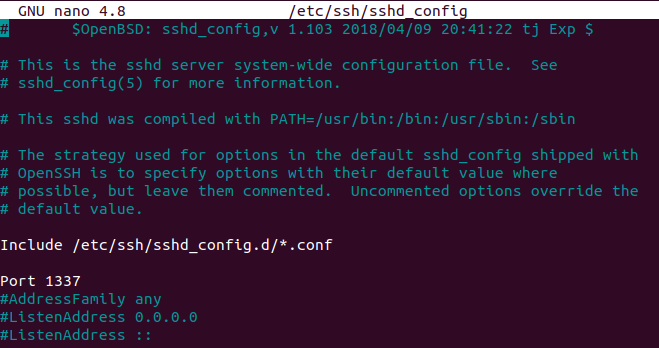 GNU nano 4.8 /etc/ssh/sshd_config
# $OpenBSD: sshd_config,v 1.103 2018/04/09 20:41:22 tj Exp $
# This is the sshd server system-wide configuration file.  See
# sshd_config(5) for more information.
# This sshd was compiled with PATH=/usr/bin:/bin:/usr/sbin:/sbin
# The strategy used for options in the default sshd_config shipped with
# OpenSSH is to specify options with their default value where
# possible, but leave them commented.  Uncommented options override the
# default value.
Include /etc/ssh/sshd_config.d/*.conf
Port 1337
#AddressFamily any
#ListenAddress 0.0.0.0
#ListenAddress ::